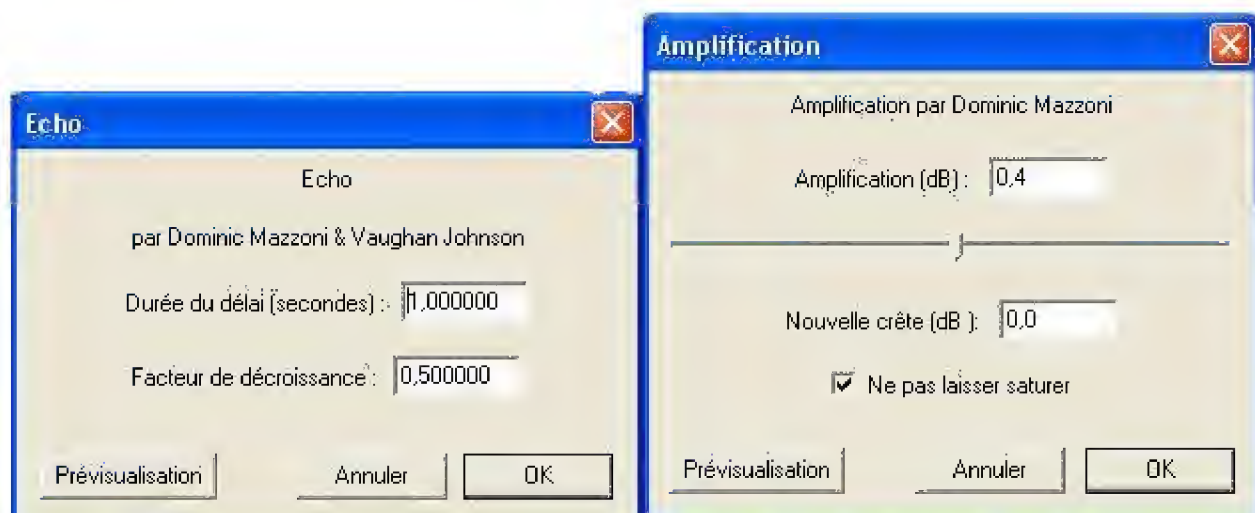 Echo
Echo
par Dominic Mazzoni & Vaughan Johnson
Durée du délai (secondes) : 1,000000
Facteur de décroissance : 0,500000
Prévisualisation Annuler OK
Amplification
Amplification par Dominic Mazzoni
Amplification (dB) : 0,4
Nouvelle crête (dB ): 0,0
Ne pas laisser saturer
Prévisualisation Annuler OK